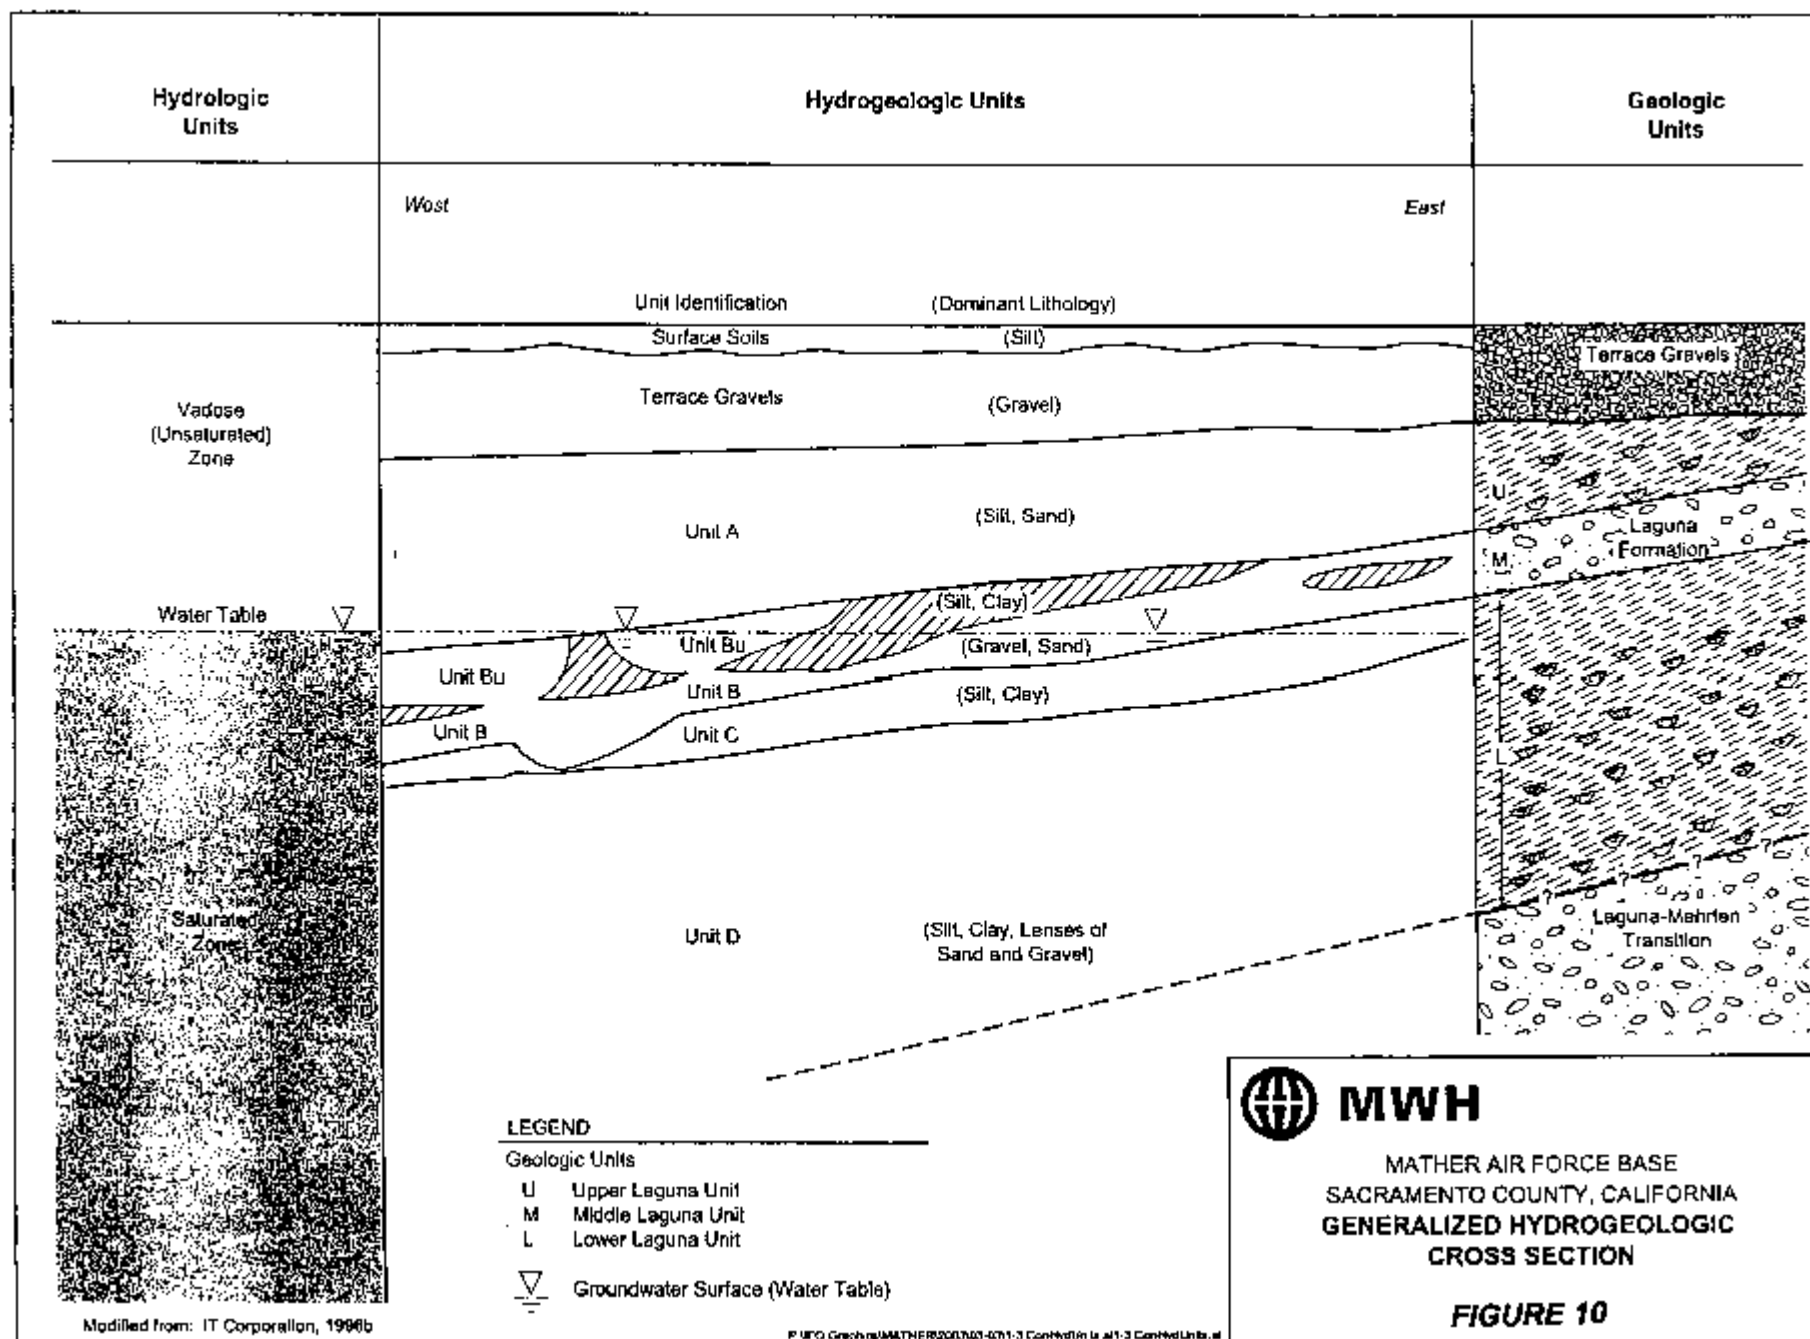 Hydrologic
Units
Hydrogeologic Units
Geologic
Units
West
East
Unit Identification (Dominant Lithology)
Surface Soils (Silt)
Terrace Gravels
Terrace Gravels (Gravel)
Vadose
(Unsaturated)
Zone
U
Unit A (Silt, Sand)
Laguna
Formation
M
Water Table
(Silt, Clay)
Unit Bu (Gravel, Sand)
Unit Bu
Unit B (Silt, Clay)
Unit B
Unit C
L
? ? ? ?
Saturated
Zone
Unit D
(Silt, Clay, Lenses of
Sand and Gravel)
Laguna-Mehrten
Transition
LEGEND
Geologic Units
U Upper Laguna Unit
M Middle Laguna Unit
L Lower Laguna Unit
Groundwater Surface (Water Table)
Modified from: IT Corporation, 1996b
MWH
MATHER AIR FORCE BASE
SACRAMENTO COUNTY, CALIFORNIA
GENERALIZED HYDROGEOLOGIC
CROSS SECTION
FIGURE 10